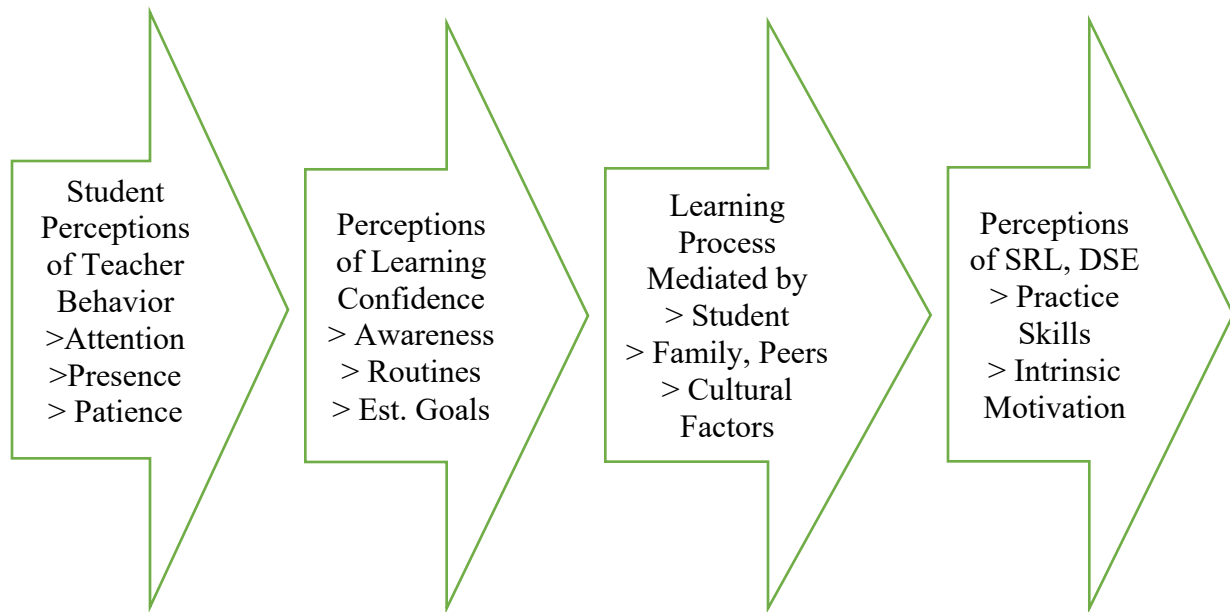 Student
Perceptions
of Teacher
Behavior
>Attention
>Presence
> Patience
Perceptions
of Learning
Confidence
> Awareness
> Routines
> Est. Goals
Learning
Process
Mediated by
> Student
> Family, Peers
> Cultural
Factors
Perceptions
of SRL, DSE
> Practice
Skills
> Intrinsic
Motivation